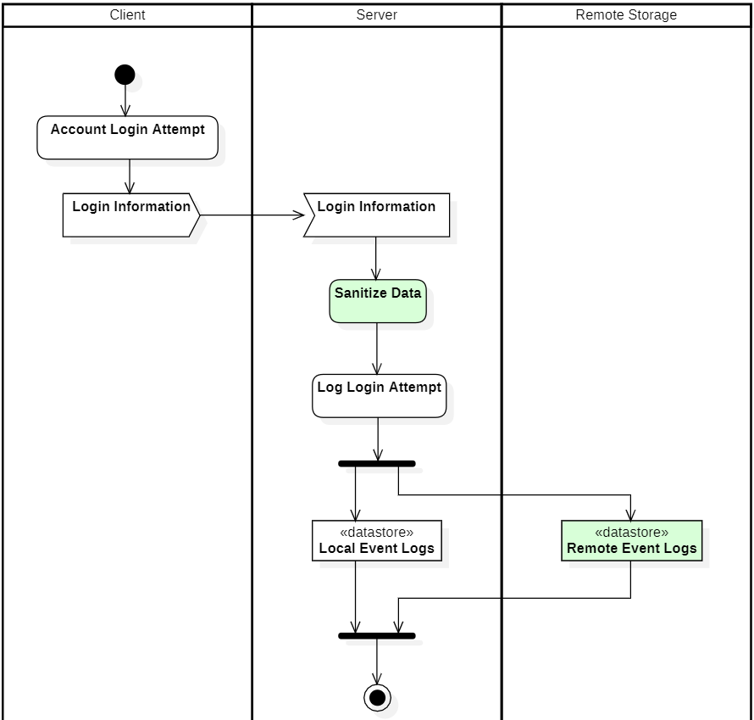 Client
Server
Remote Storage
Account Login Attempt
Login Information
Login Information
Sanitize Data
Log Login Attempt
«datastore»
Local Event Logs
«datastore»
Remote Event Logs